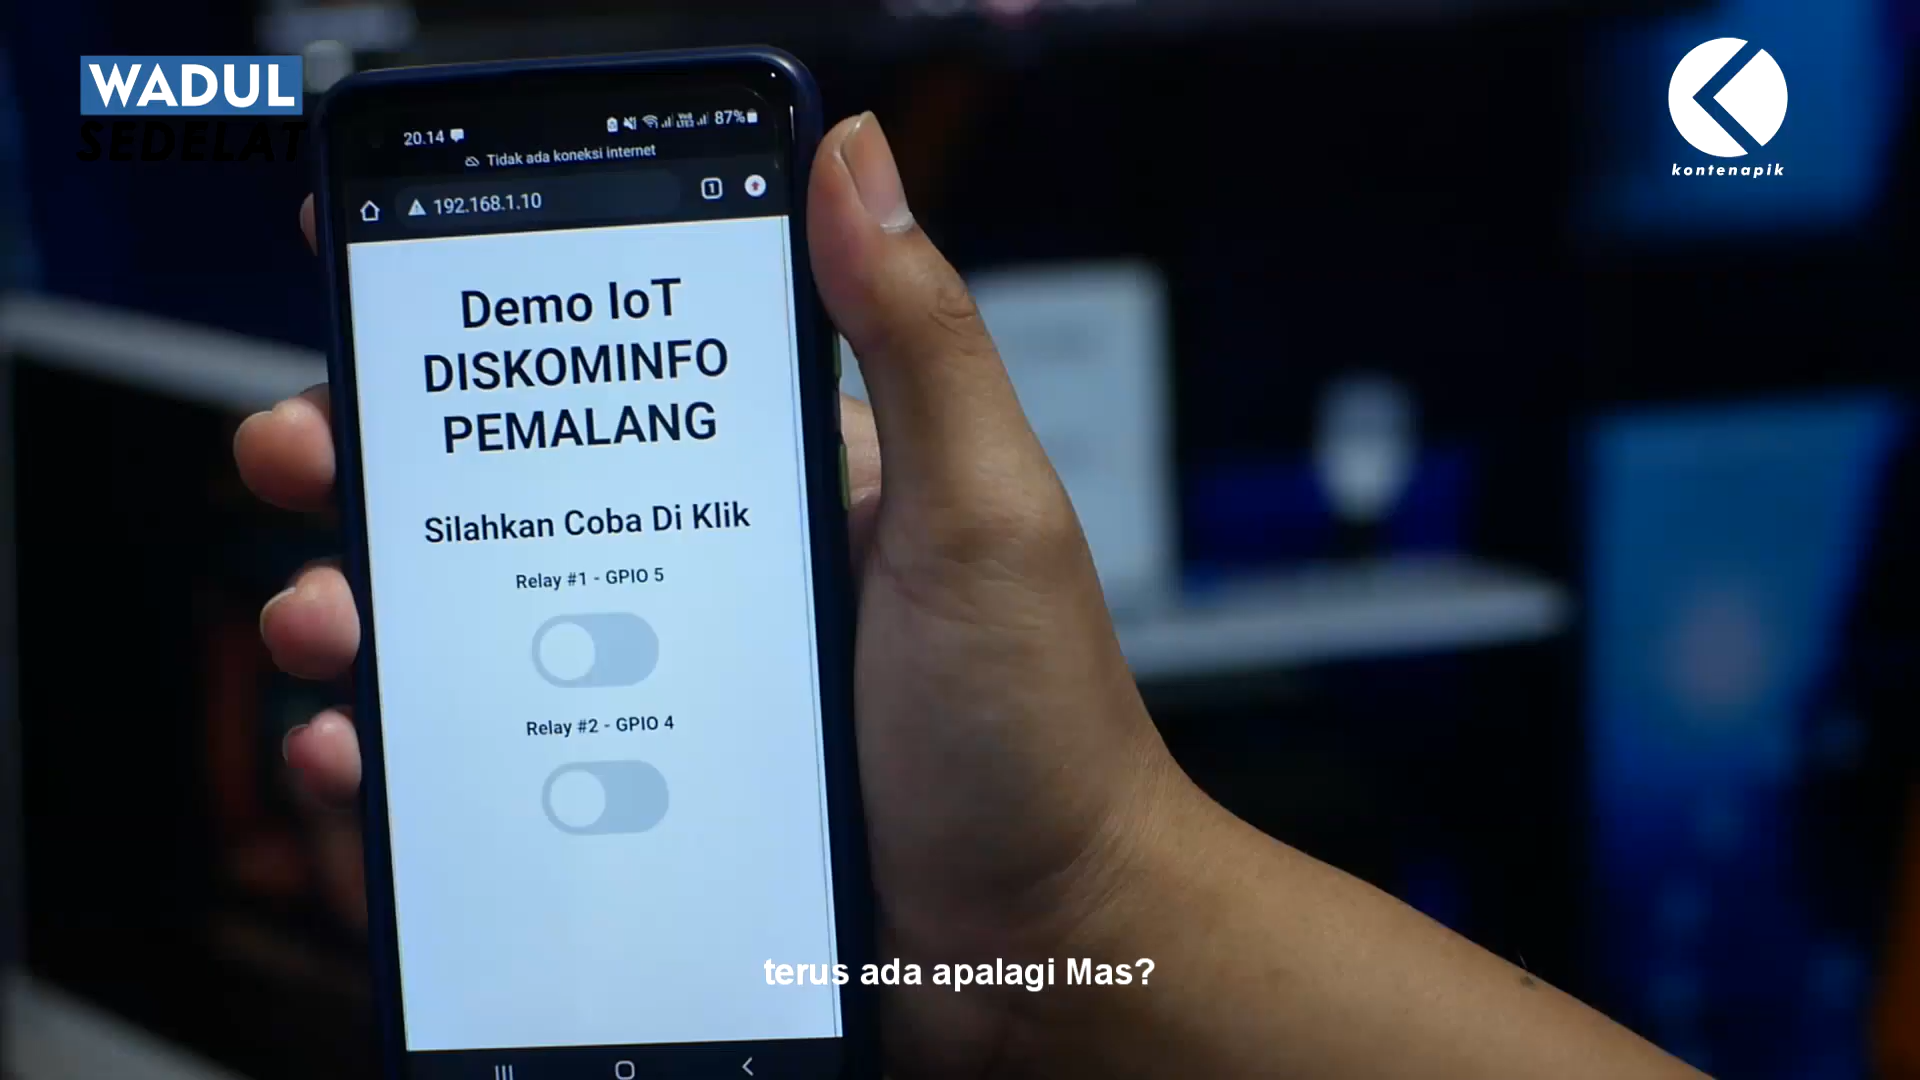 WADUL
SEDELAT
kontenapik
20.14
87%
Tidak ada koneksi internet
1
192.168.1.10
Demo IoT
DISKOMINFO
PEMALANG
Silahkan Coba Di Klik
Relay #1 - GPIO 5
Relay #2 - GPIO 4
terus ada apalagi Mas?